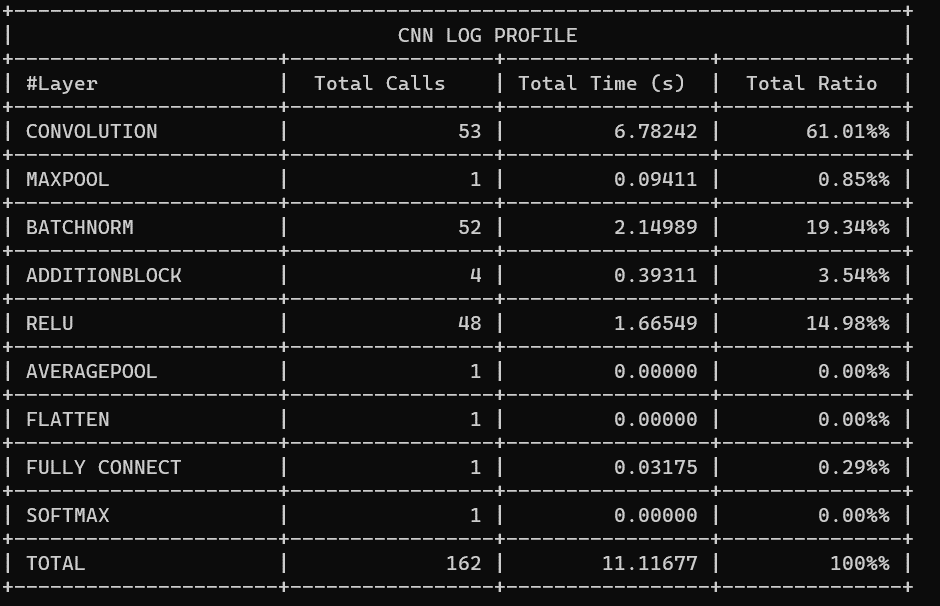 CNN LOG PROFILE
#Layer | Total Calls | Total Time (s) | Total Ratio
CONVOLUTION | 53 | 6.78242 | 61.01%%
MAXPOOL | 1 | 0.09411 | 0.85%%
BATCHNORM | 52 | 2.14989 | 19.34%%
ADDITIONBLOCK | 4 | 0.39311 | 3.54%%
RELU | 48 | 1.66549 | 14.98%%
AVERAGEPOOL | 1 | 0.00000 | 0.00%%
FLATTEN | 1 | 0.00000 | 0.00%%
FULLY CONNECT | 1 | 0.03175 | 0.29%%
SOFTMAX | 1 | 0.00000 | 0.00%%
TOTAL | 162 | 11.11677 | 100%%